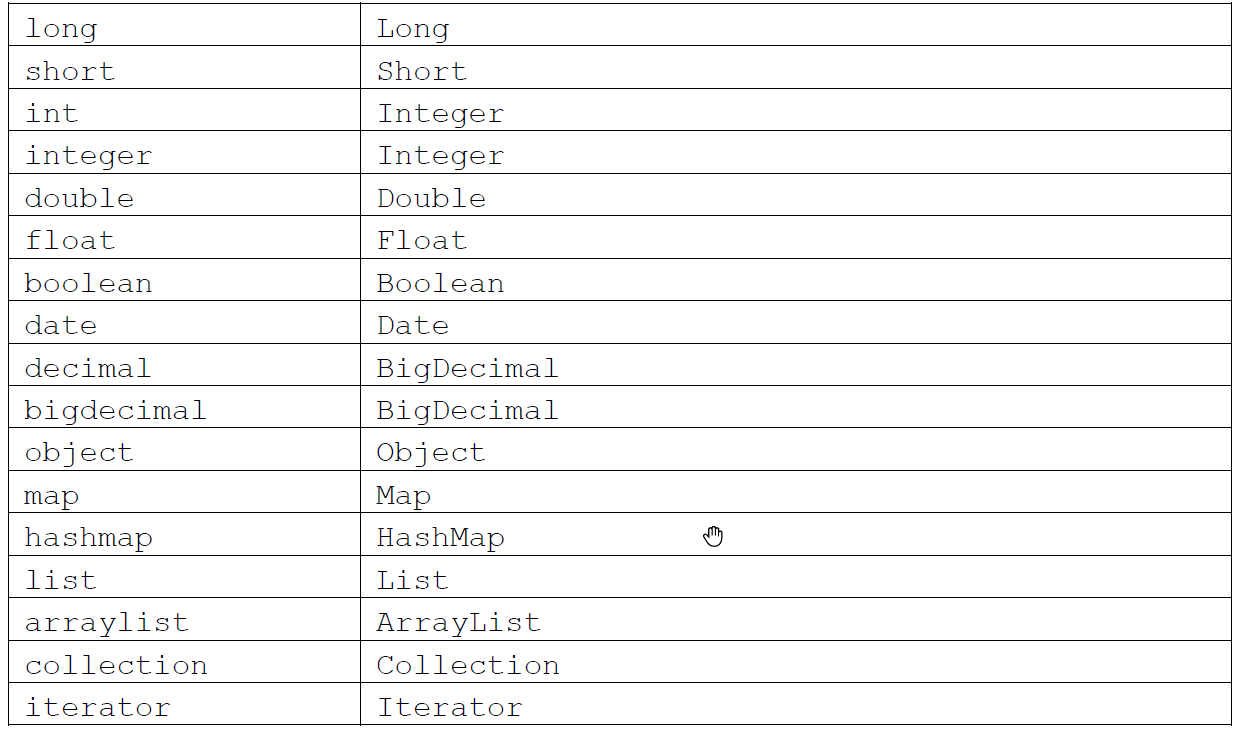 long Long
short Short
int Integer
integer Integer
double Double
float Float
boolean Boolean
date Date
decimal BigDecimal
bigdecimal BigDecimal
object Object
map Map
hashmap HashMap
list List
arraylist ArrayList
collection Collection
iterator Iterator